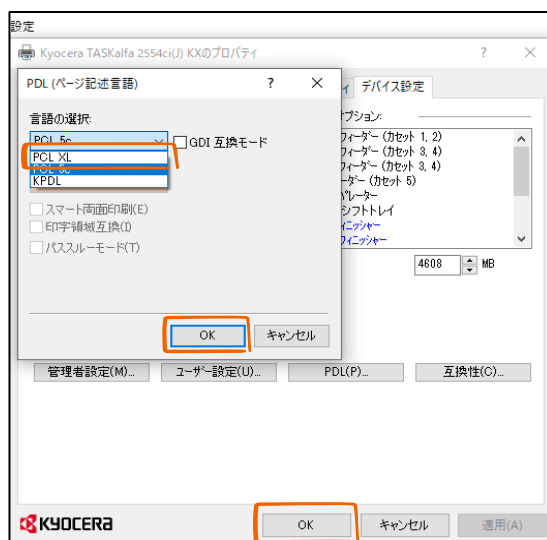 設定
Kyocera TASKalfa 2554ci(J) KXのプロパティ
?
PDL (ページ記述言語)
?
ィ
デバイス設定
言語の選択:
PCL 5c
GDI 互換モード
PCL XL
PCL 5c
KPDL
スマート両面印刷(E)
印字領域互換(I)
パススルーモード(T)
OK
キャンセル
プション:
フィーダー (カセット 1, 2)
フィーダー (カセット 3, 4)
フィーダー (カセット 3, 4)
ーダー (カセット 5)
パレーター
シフトトレイ
ィニッシャー
フィニッシャー
4608
MB
管理者設定(M)...
ユーザー設定(U)...
PDL(P)...
互換性(C)...
KYOCERa
OK
キャンセル
適用(A)